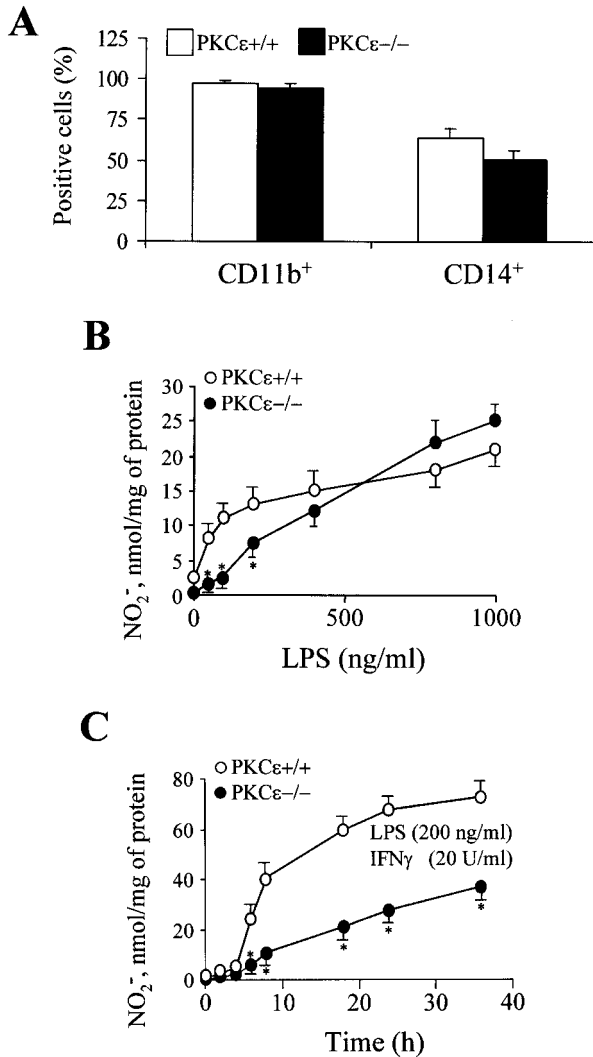 A
PKCε+/+ PKCε−/−
Positive cells (%)
125
100
75
50
25
0
CD11b⁺ CD14⁺
B
PKCε+/+
PKCε−/−
NO₂⁻, nmol/mg of protein
30
25
20
15
10
5
0
* * *
0 500 1000
LPS (ng/ml)
C
PKCε+/+
PKCε−/−
NO₂⁻, nmol/mg of protein
80
60
40
20
0
LPS (200 ng/ml)
IFNγ (20 U/ml)
* * * * *
0 10 20 30 40
Time (h)